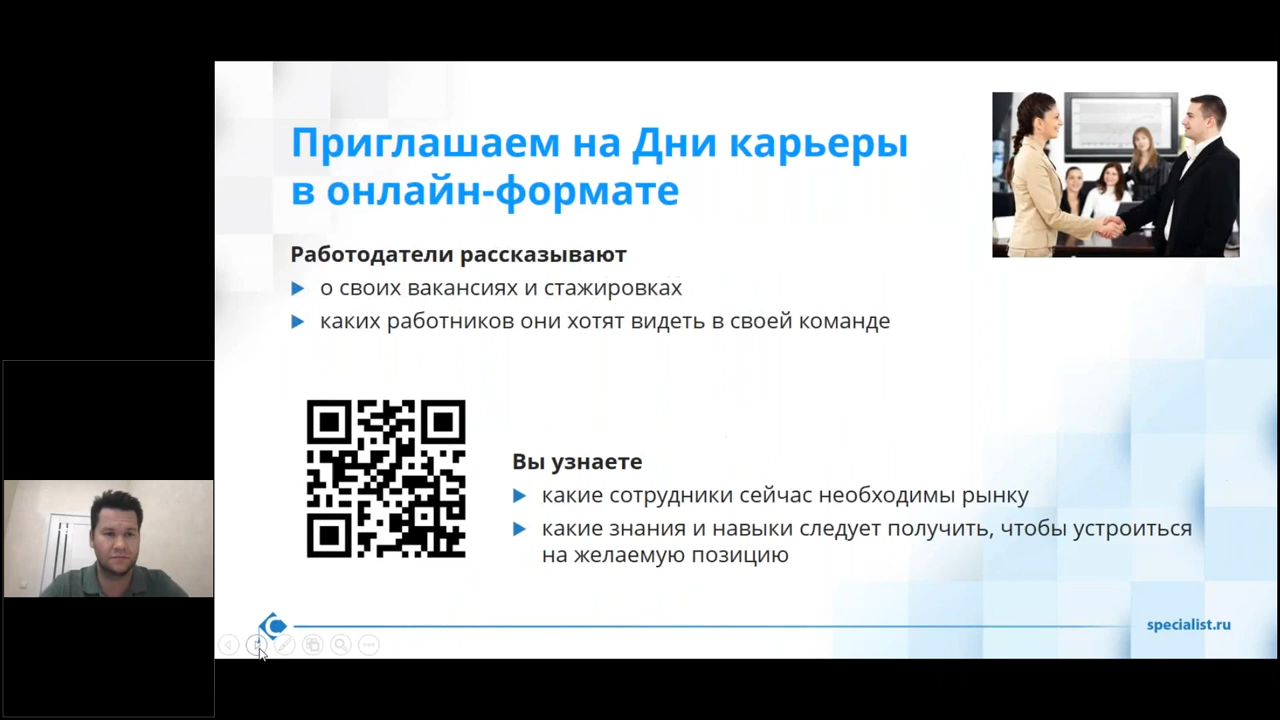 Приглашаем на Дни карьеры
в онлайн-формате
Работодатели рассказывают
о своих вакансиях и стажировках
каких работников они хотят видеть в своей команде
Вы узнаете
какие сотрудники сейчас необходимы рынку
какие знания и навыки следует получить, чтобы устроиться
на желаемую позицию
specialist.ru